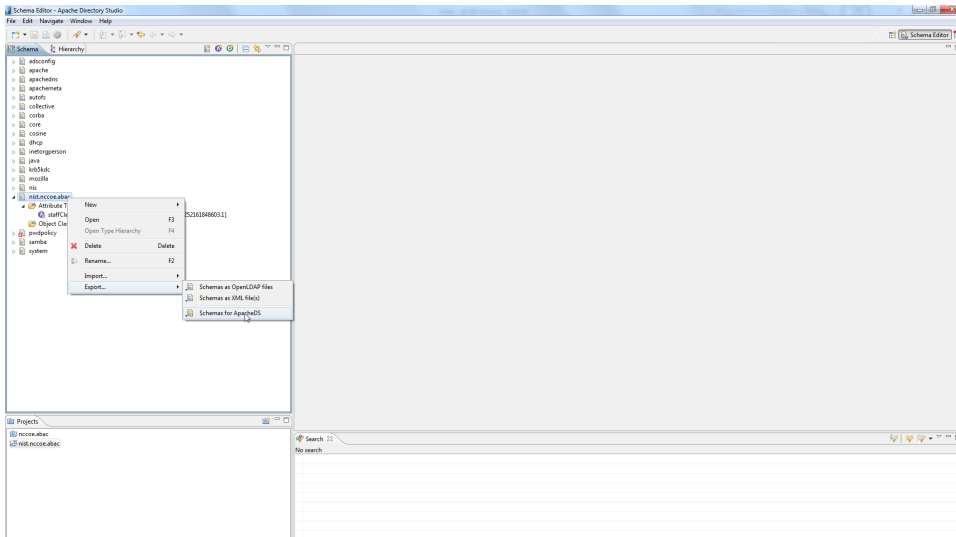 Schema Editor - Apache Directory Studio
File Edit Navigate Window Help
Schema Editor
Schema Hierarchy
adsconfig
apache
apachedns
apachemeta
autofs
collective
corba
core
cosine
dhcp
inetorgperson
java
krb5kdc
mozilla
nis
nist.nccoe.abac
Attribute T
staffCle 252161848603.1]
Object Clas
pwdpolicy
samba
system
New
Open F3
Open Type Hierarchy F4
Delete Delete
Rename... F2
Import...
Export...
Schemas as OpenLDAP files
Schemas as XML file(s)
Schemas for ApacheDS
Projects
nccoe.abac
nist.nccoe.abac
Search
No search